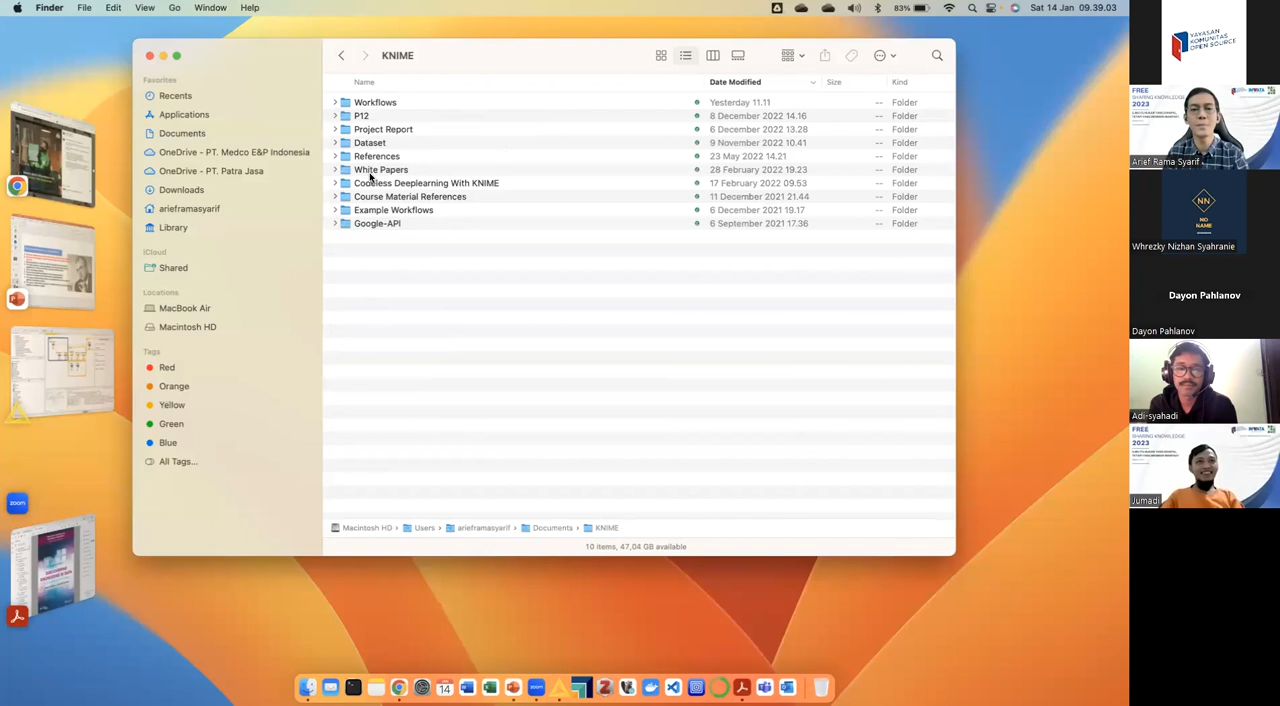 Finder File Edit View Go Window Help
83% Sat 14 Jan 09.39.03
KNIME
Favorites
Recents
Applications
Documents
OneDrive - PT. Medco E&P Indonesia
OneDrive - PT. Patra Jasa
Downloads
arieframasyarif
Library
iCloud
Shared
Locations
MacBook Air
Macintosh HD
Tags
Red
Orange
Yellow
Green
Blue
All Tags...
Name Date Modified Size Kind
Workflows Yesterday 11.11 -- Folder
P12 8 December 2022 14.16 -- Folder
Project Report 6 December 2022 13.28 -- Folder
Dataset 9 November 2022 10.41 -- Folder
References 23 May 2022 14.21 -- Folder
White Papers 28 February 2022 19.23 -- Folder
Codeless Deeplearning With KNIME 17 February 2022 09.53 -- Folder
Course Material References 11 December 2021 21.44 -- Folder
Example Workflows 6 December 2021 19.17 -- Folder
Google-API 6 September 2021 17.36 -- Folder
Macintosh HD › Users › arieframasyarif › Documents › KNIME
10 items, 47,04 GB available
zoom
JAN
14
zoom
YAYASAN
KOMUNITAS
OPEN SOURCE
FREE
SHARING KNOWLEDGE
2023
Arief Rama Syarif
NN
NO
NAME
Whrezky Nizhan Syahranie
Dayon Pahlanov
Dayon Pahlanov
Adi-syahadi
FREE
SHARING KNOWLEDGE
2023
Jumadi